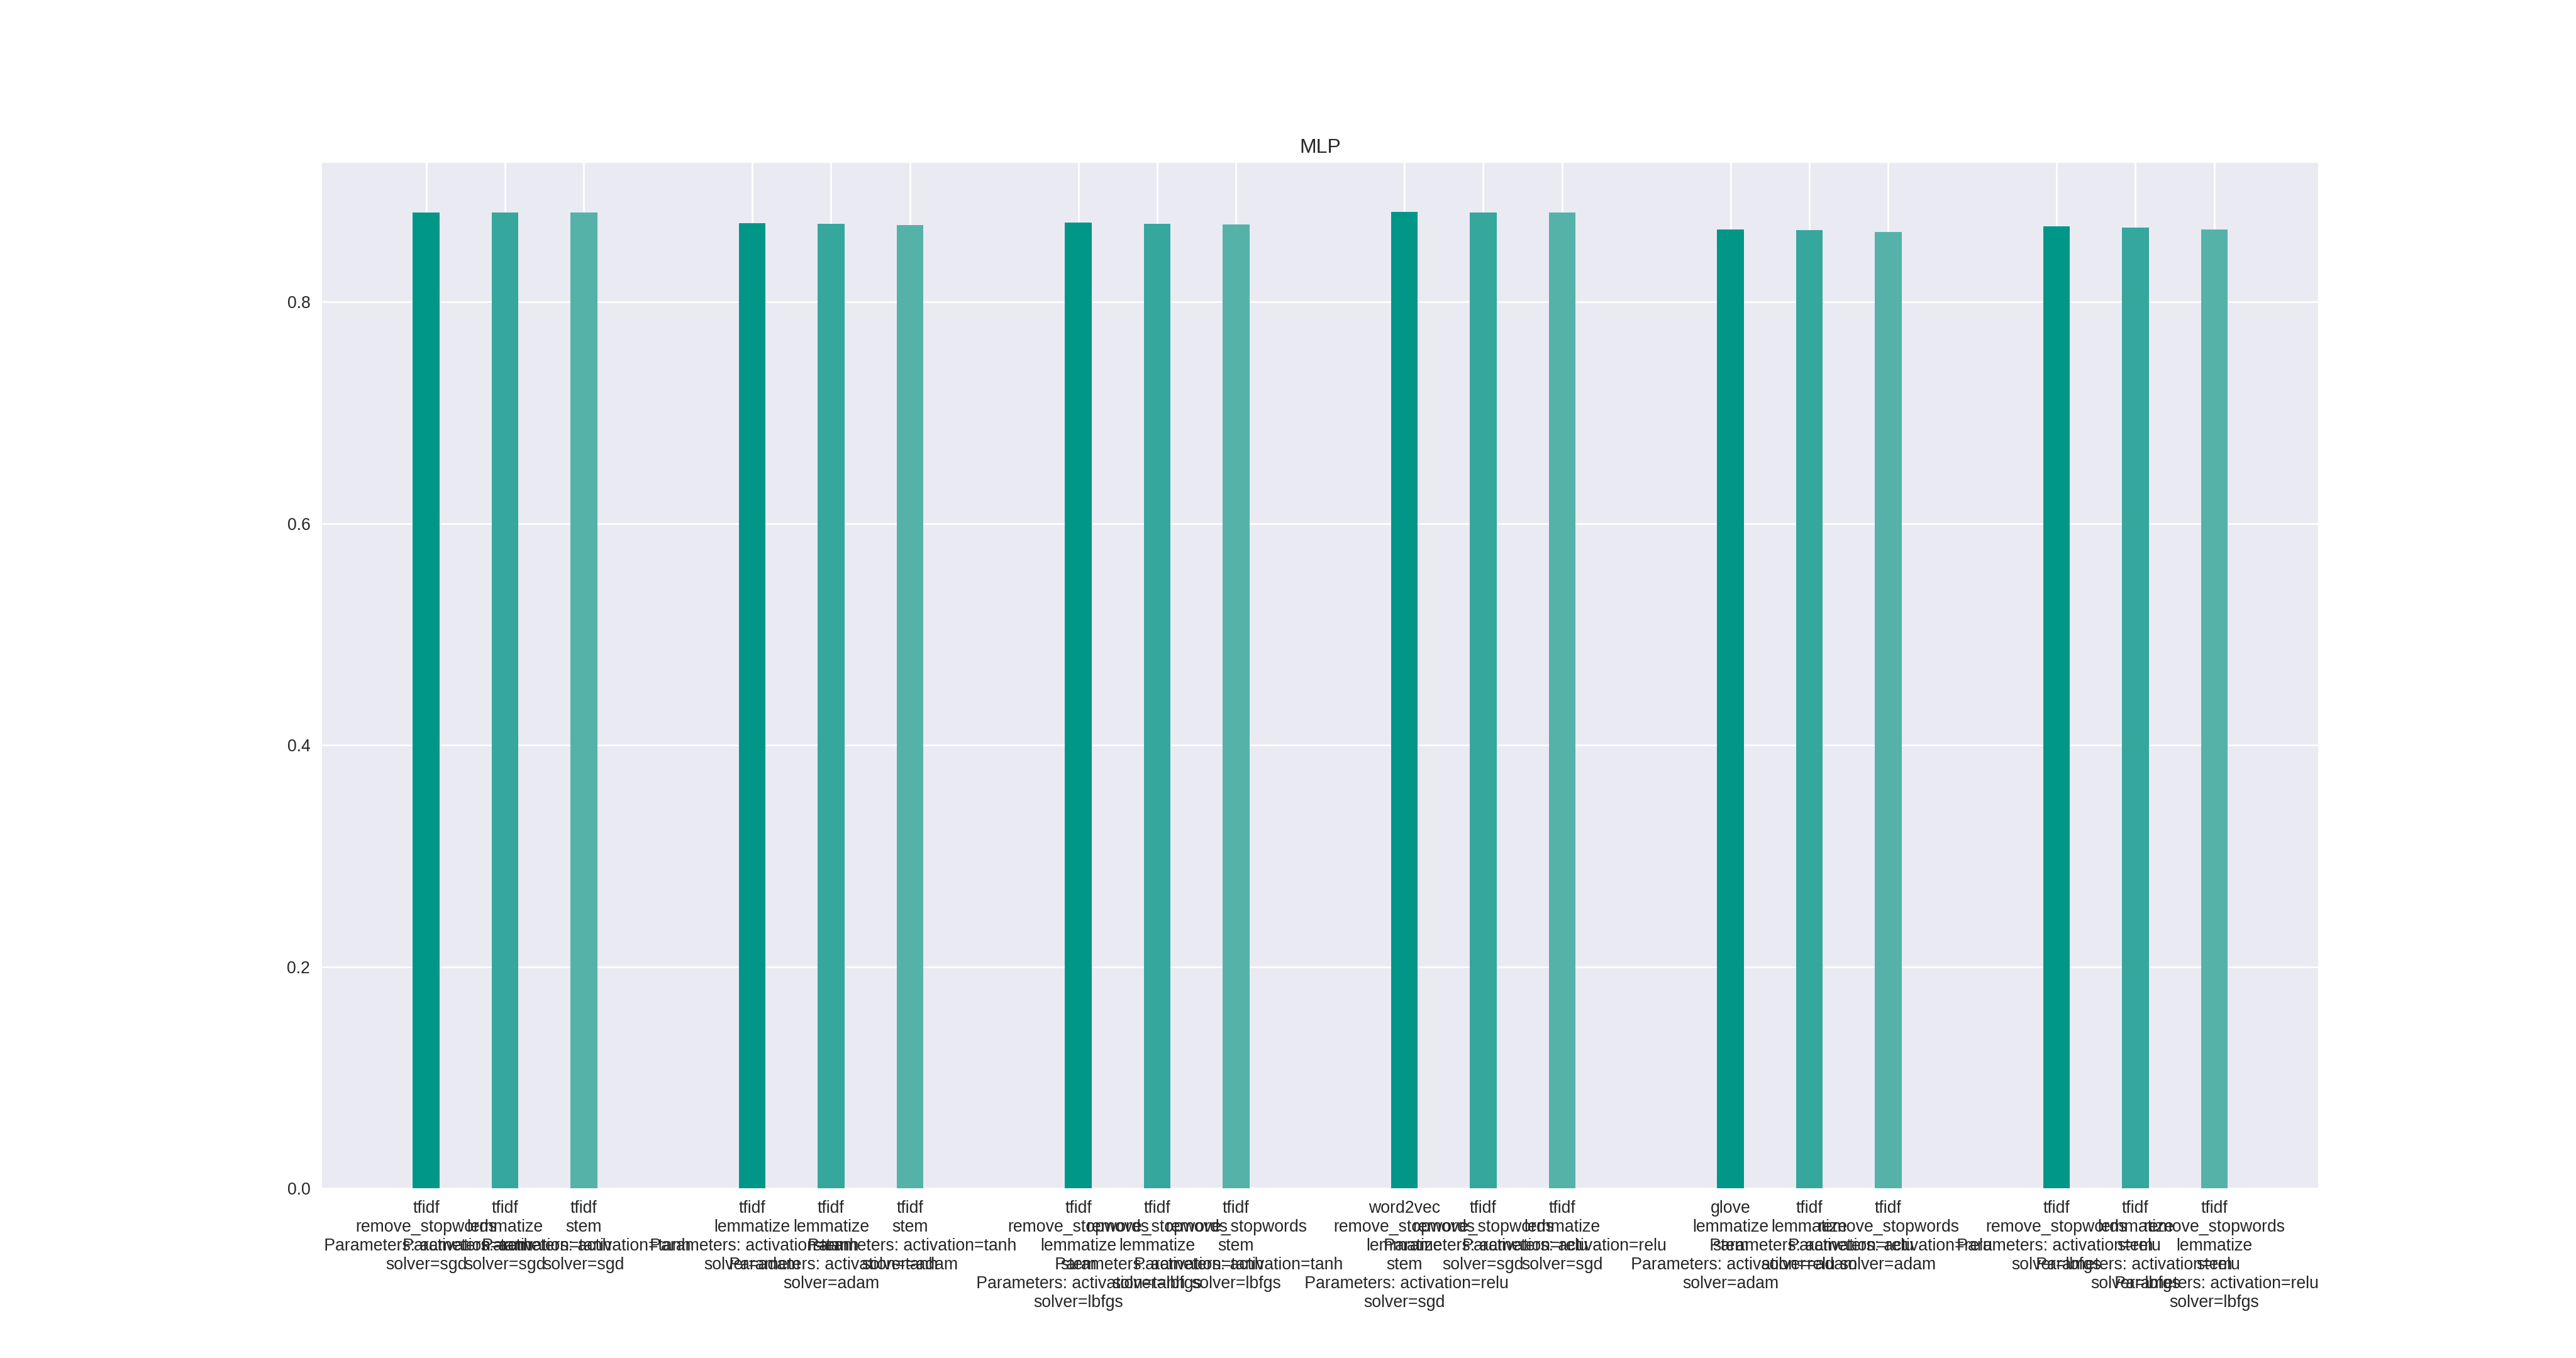 MLP
0.8
0.6
0.4
0.2
0.0
tfidf
remove_stopwords
Parameters: activation=tanh
solver=sgd
tfidf
lemmatize
Parameters: activation=tanh
solver=sgd
tfidf
stem
Parameters: activation=tanh
solver=sgd
tfidf
lemmatize
Parameters: activation=tanh
solver=adam
tfidf
lemmatize
stem
Parameters: activation=tanh
solver=adam
tfidf
stem
Parameters: activation=tanh
solver=adam
tfidf
remove_stopwords
lemmatize
stem
Parameters: activation=tanh
solver=lbfgs
tfidf
remove_stopwords
lemmatize
Parameters: activation=tanh
solver=lbfgs
tfidf
remove_stopwords
stem
Parameters: activation=tanh
solver=lbfgs
word2vec
remove_stopwords
lemmatize
stem
Parameters: activation=relu
solver=sgd
tfidf
remove_stopwords
Parameters: activation=relu
solver=sgd
tfidf
lemmatize
Parameters: activation=relu
solver=sgd
glove
lemmatize
stem
Parameters: activation=relu
solver=adam
tfidf
lemmatize
Parameters: activation=relu
solver=adam
tfidf
remove_stopwords
Parameters: activation=relu
solver=adam
tfidf
remove_stopwords
Parameters: activation=relu
solver=lbfgs
tfidf
lemmatize
stem
Parameters: activation=relu
solver=lbfgs
tfidf
remove_stopwords
lemmatize
stem
Parameters: activation=relu
solver=lbfgs